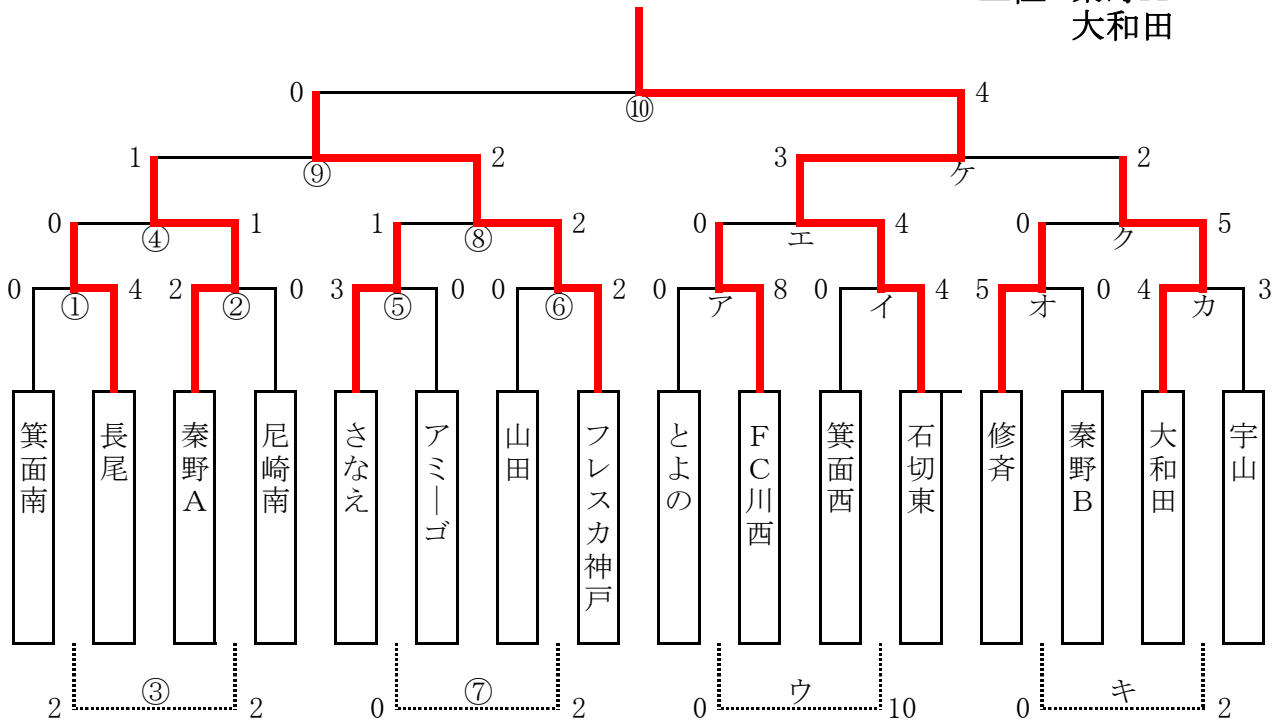 大和田
0 4
⑩
1 2 3 2
⑨ ケ
0 1 1 2 0 4 0 5
④ ⑧ エ ク
0 4 2 0 3 0 0 2 0 8 0 4 5 0 4 3
① ② ⑤ ⑥ ア イ オ カ
箕面南
長尾
秦野A
尼崎南
さなえ
アミーゴ
山田
フレスカ神戸
とよの
FC川西
箕面西
石切東
修斉
秦野B
大和田
宇山
③ ⑦ ウ キ
2 2 0 2 0 10 0 2